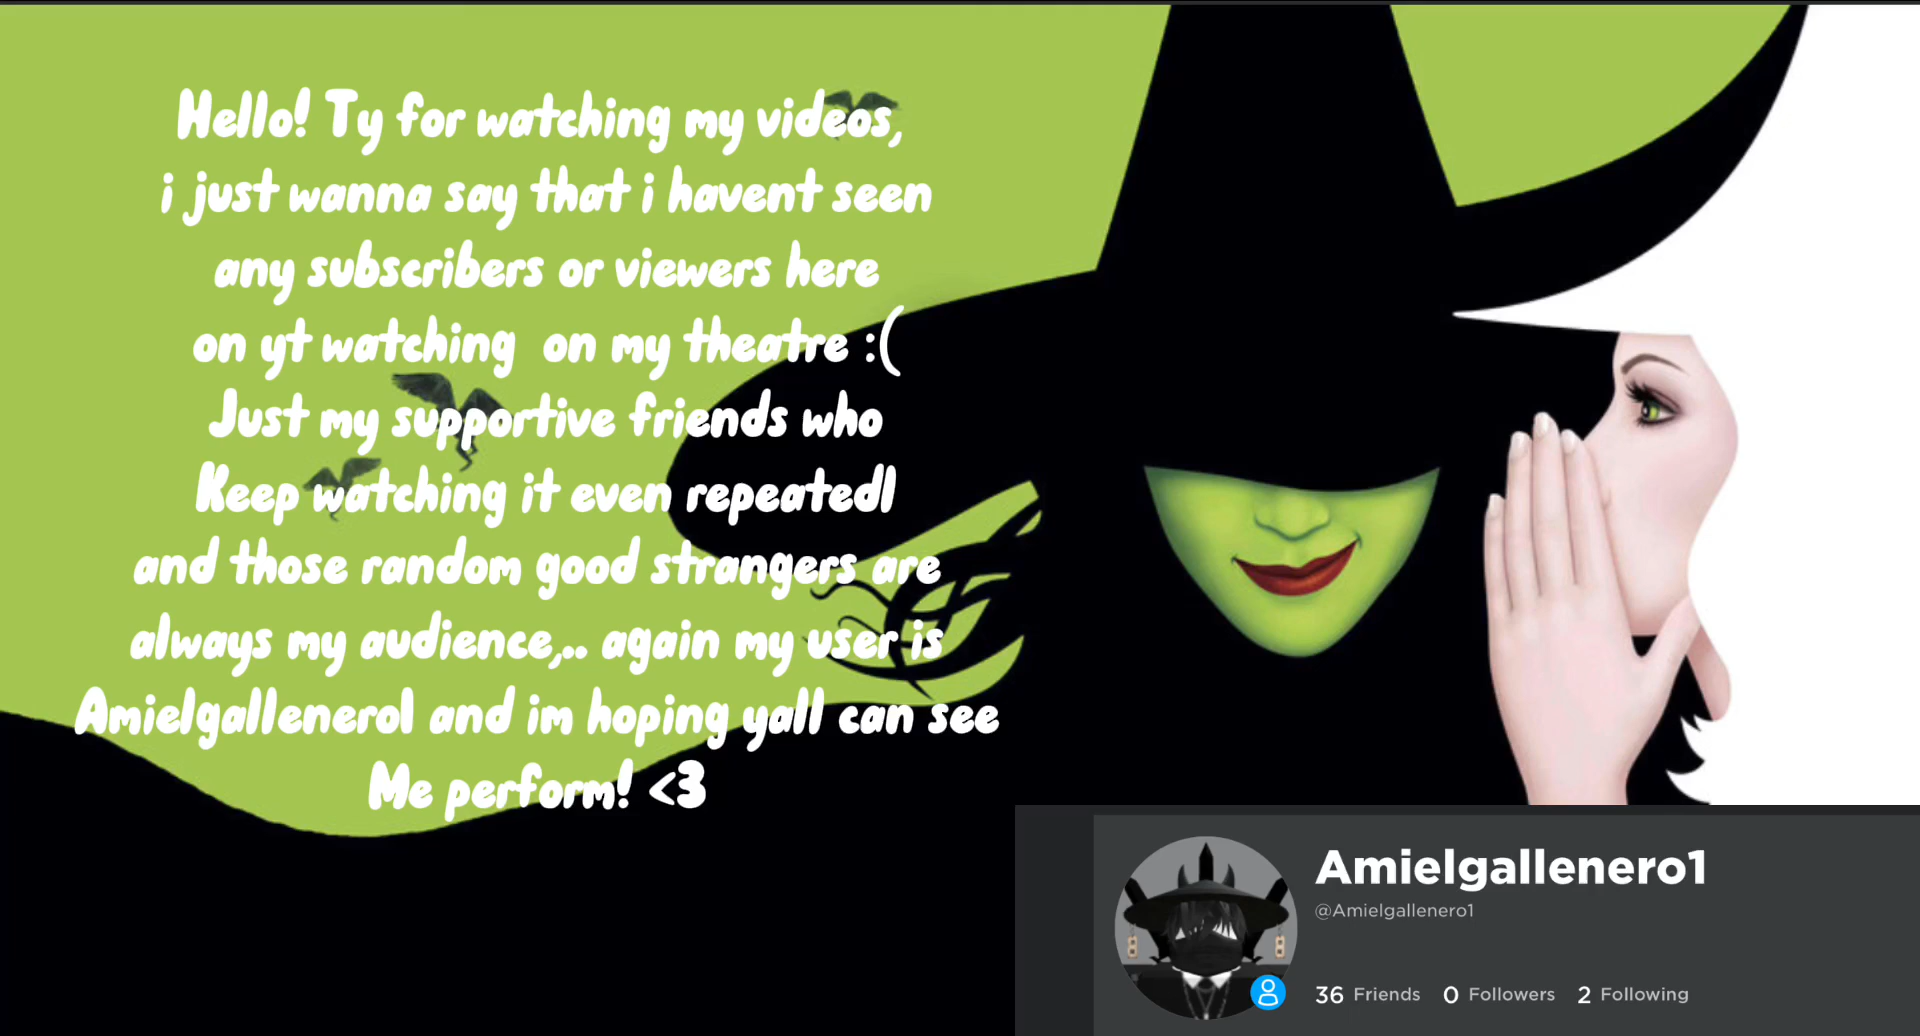 Hello! Ty for watching my videos,
i just wanna say that i havent seen
any subscribers or viewers here
on yt watching on my theatre :(
Just my supportive friends who
Keep watching it even repeatedl
and those random good strangers are
always my audience,.. again my user is
Amielgallenero1 and im hoping yall can see
Me perform! <3
Amielgallenero1
@Amielgallenero1
36 Friends 0 Followers 2 Following